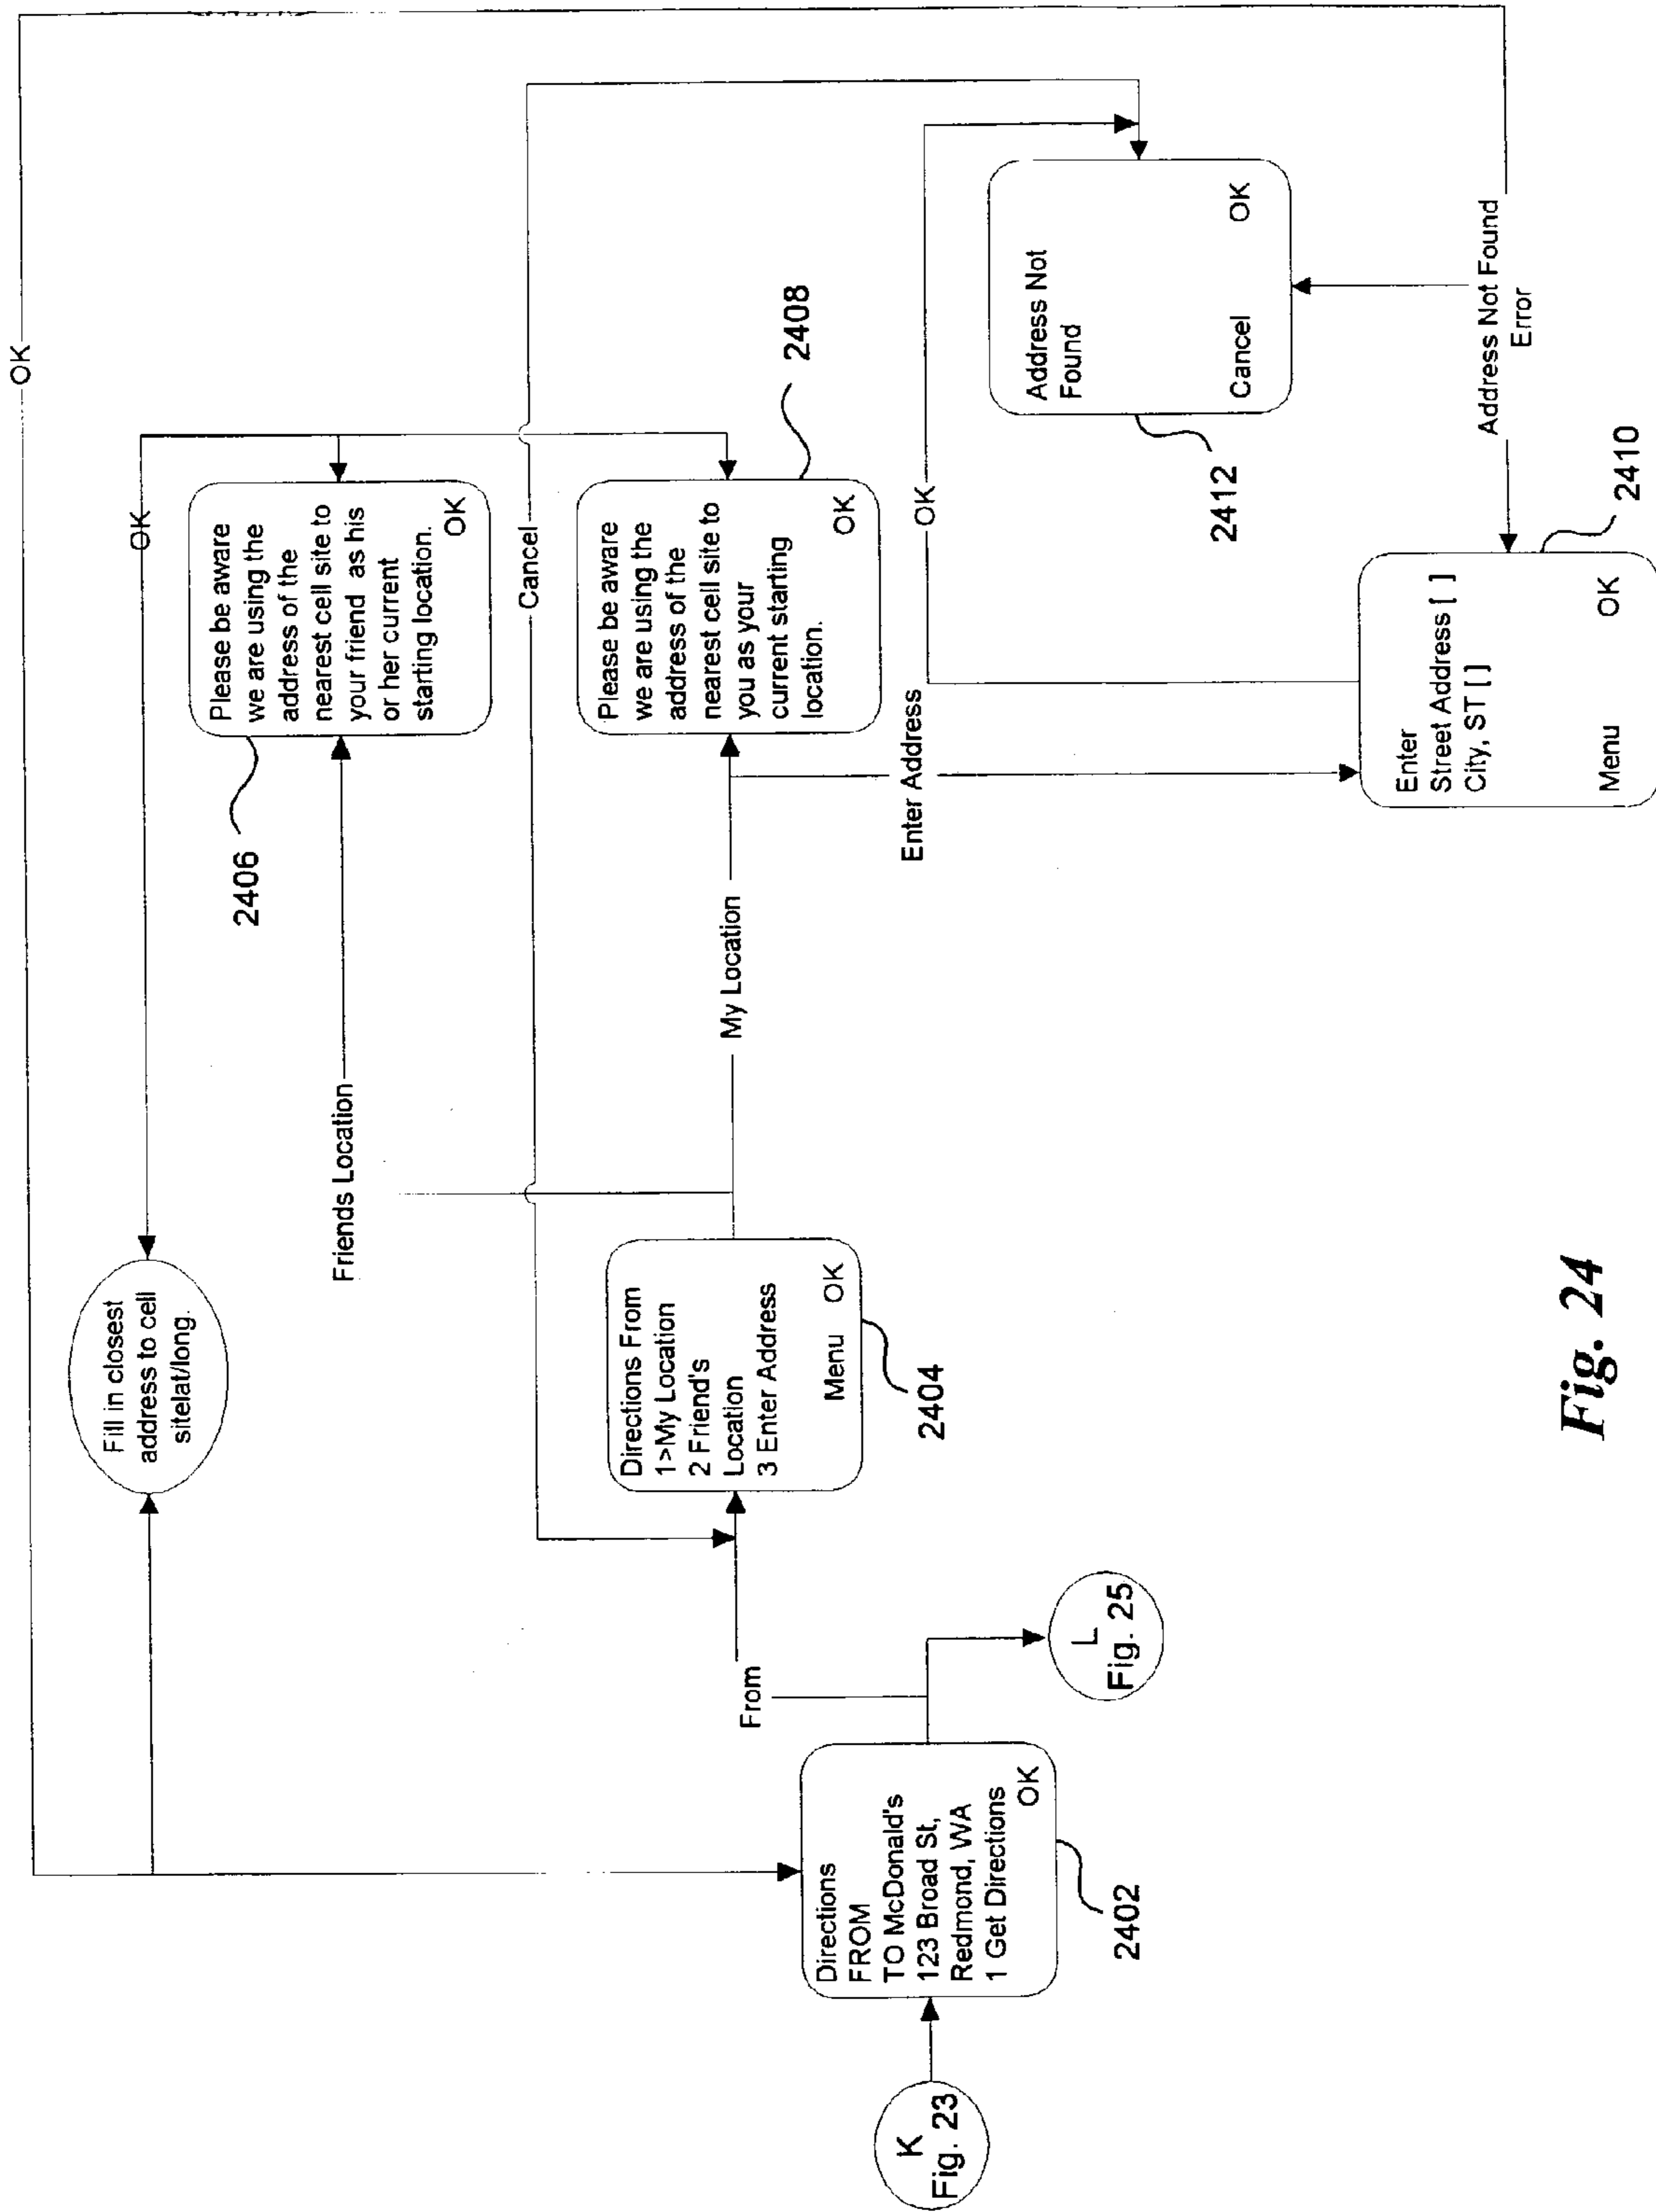 OK
Fill in closest
address to cell
sitelat/long.
OK
Friends Location
2406
Please be aware
we are using the
address of the
nearest cell site to
your friend as his
or her current
starting location.
OK
Cancel
K
Fig. 23
Directions
FROM
TO McDonald's
123 Broad St,
Redmond, WA
1 Get Directions
OK
2402
From
L
Fig. 25
Directions From
1>My Location
2 Friend's
Location
3 Enter Address
Menu OK
2404
My Location
Please be aware
we are using the
address of the
nearest cell site to
you as your
current starting
location.
OK
2408
Enter Address
OK
Address Not
Found
Cancel OK
2412
Enter
Street Address [ ]
City, ST [ ]
Menu OK
2410
Address Not Found
Error
Fig. 24